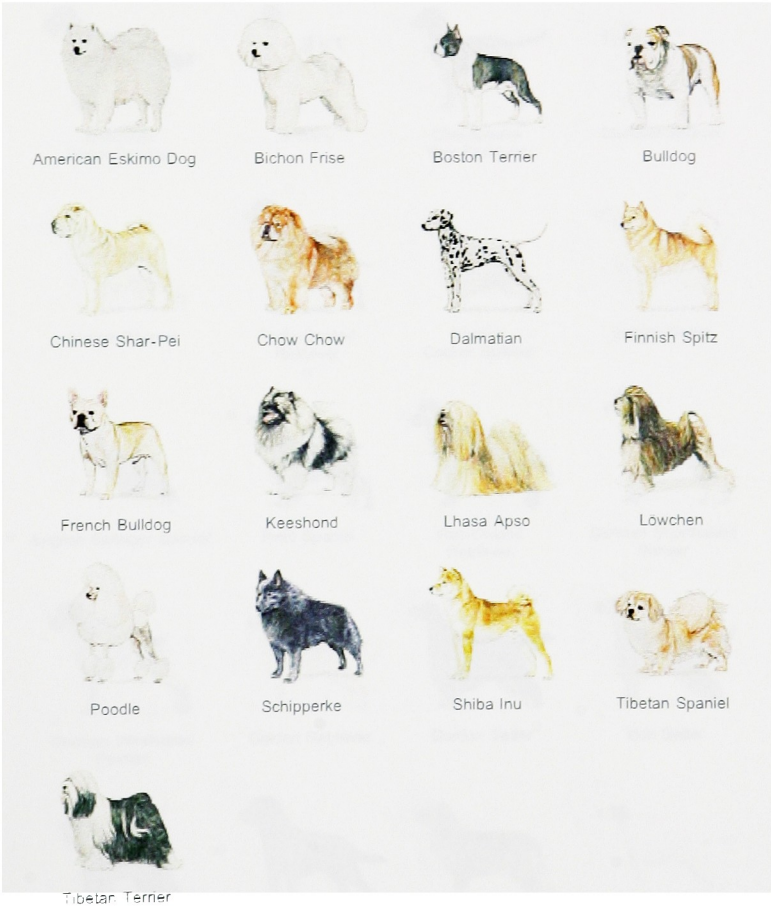 American Eskimo Dog
Bichon Frise
Boston Terrier
Bulldog
Chinese Shar-Pei
Chow Chow
Dalmatian
Finnish Spitz
French Bulldog
Keeshond
Lhasa Apso
Löwchen
Poodle
Schipperke
Shiba Inu
Tibetan Spaniel
Tibetan Terrier